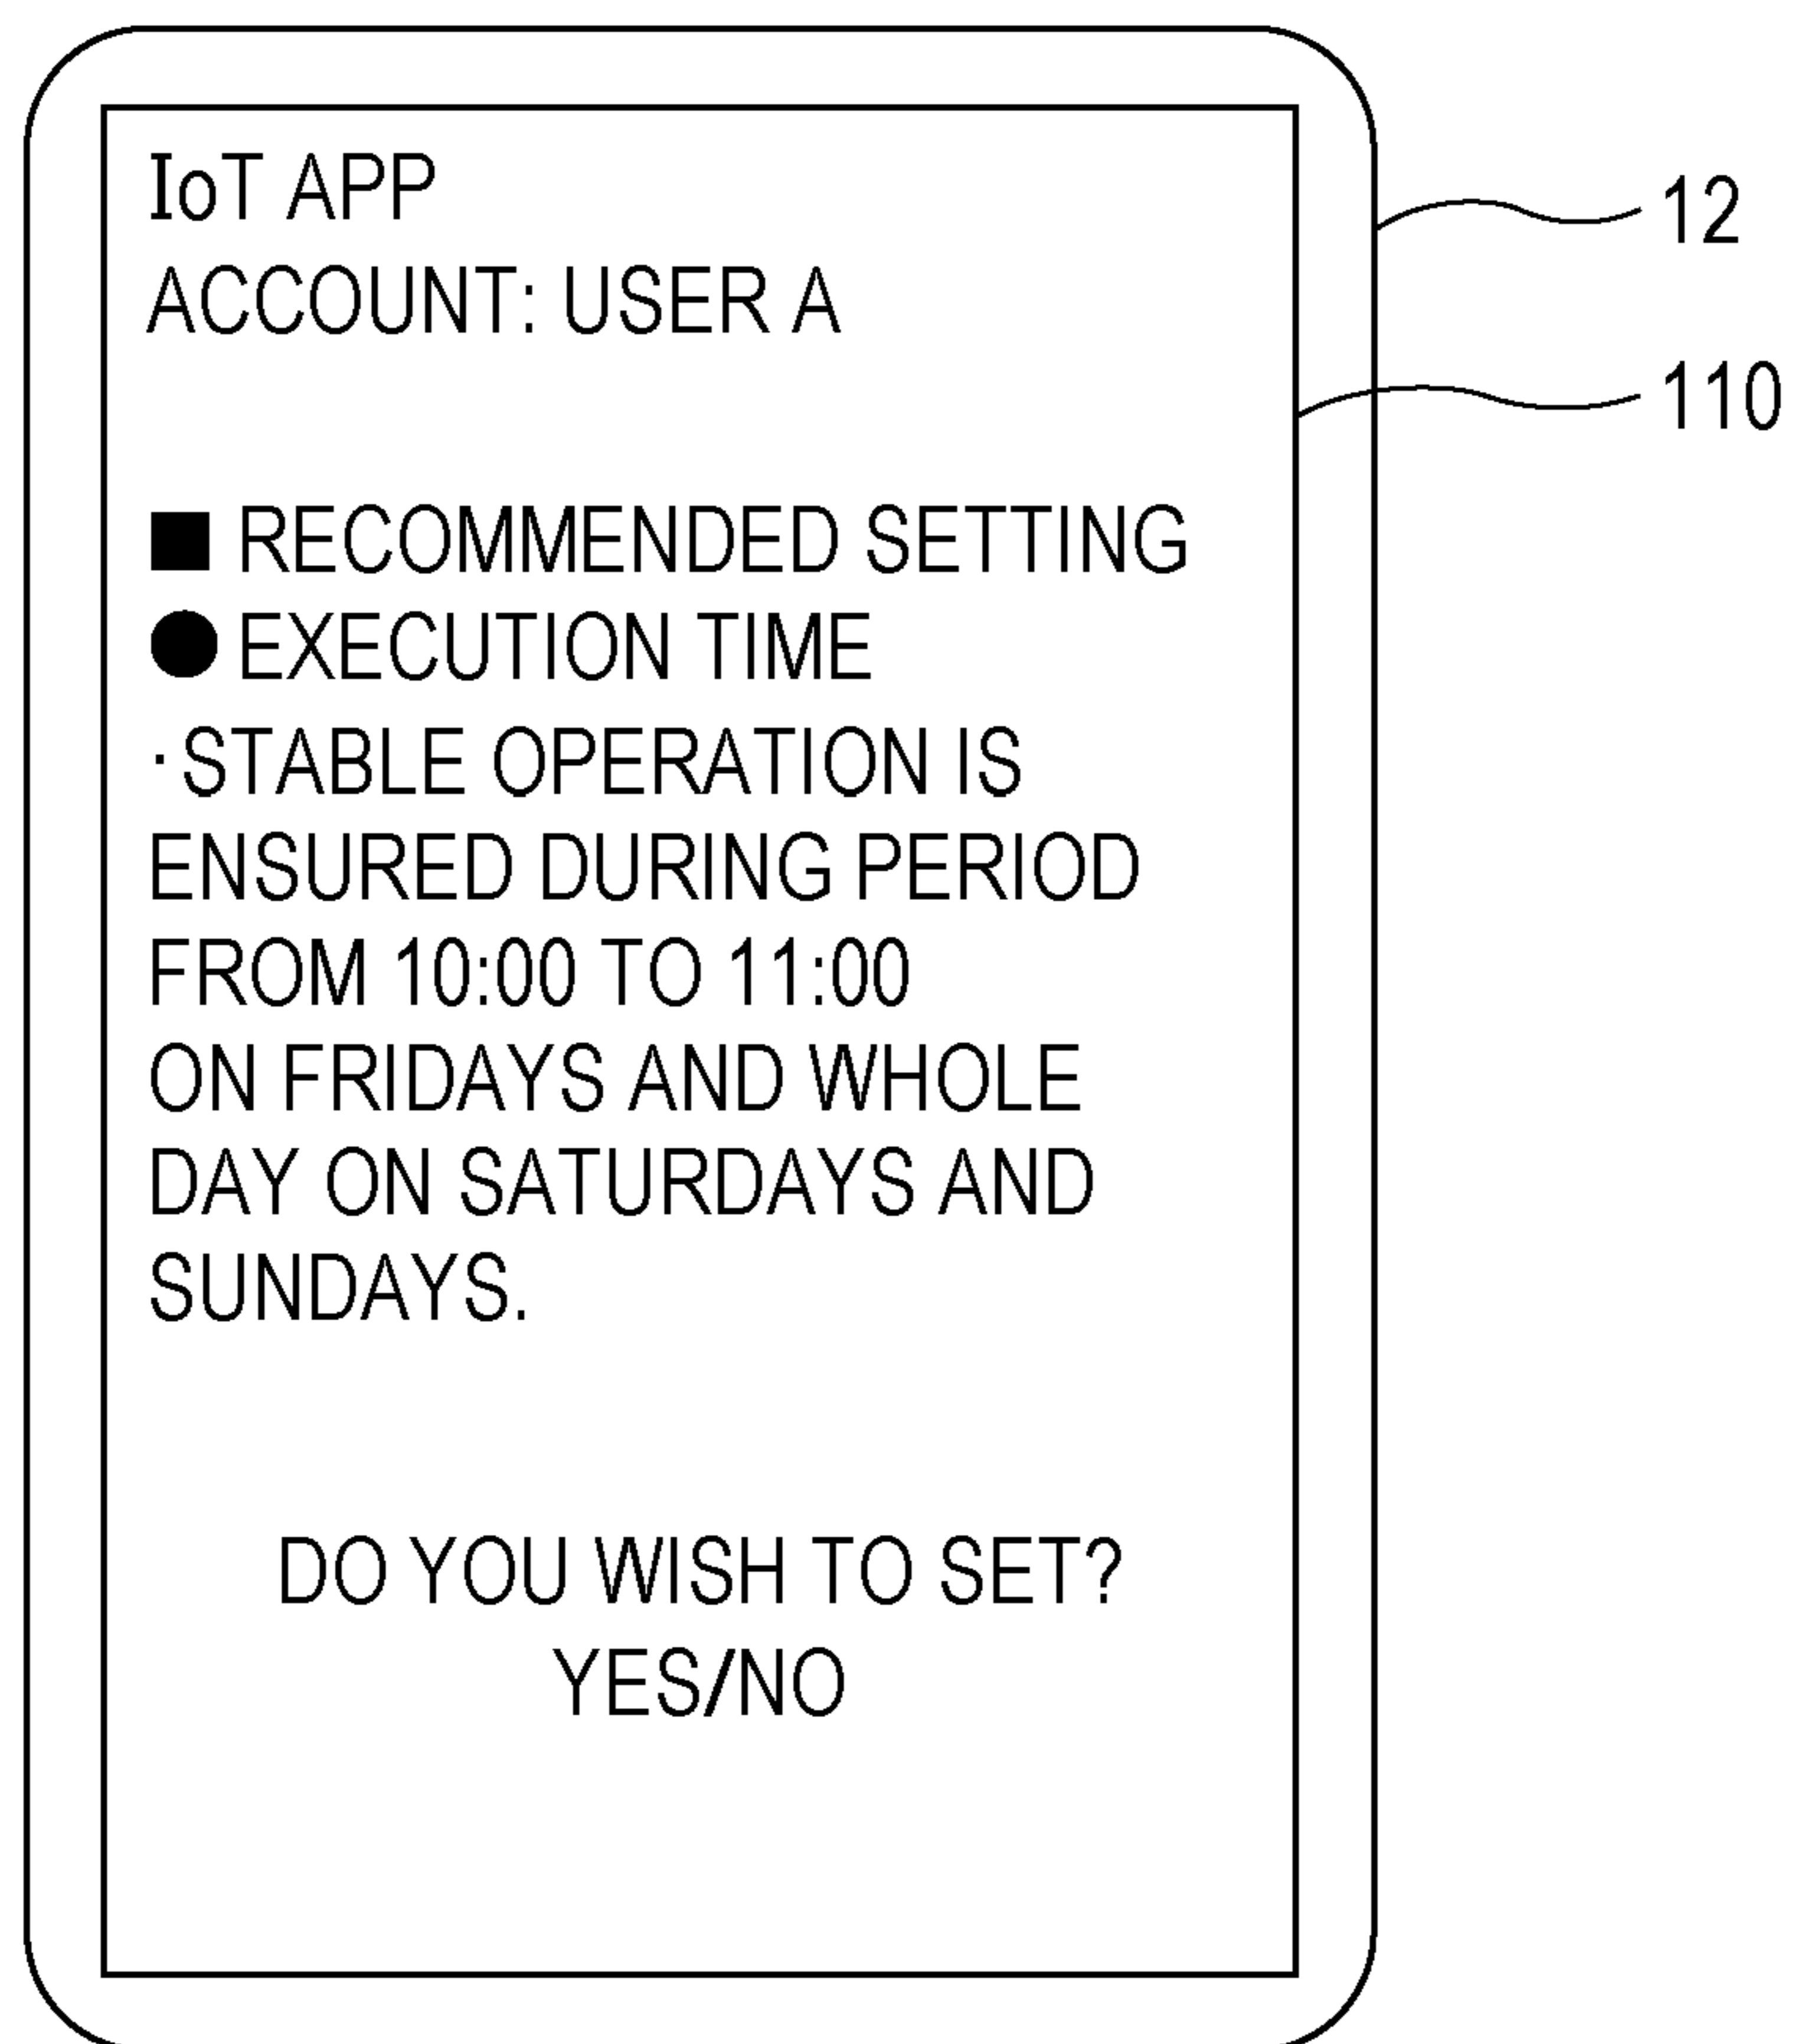 IoT APP
ACCOUNT: USER A
12
110
■ RECOMMENDED SETTING
● EXECUTION TIME
·STABLE OPERATION IS
ENSURED DURING PERIOD
FROM 10:00 TO 11:00
ON FRIDAYS AND WHOLE
DAY ON SATURDAYS AND
SUNDAYS.
DO YOU WISH TO SET?
YES/NO